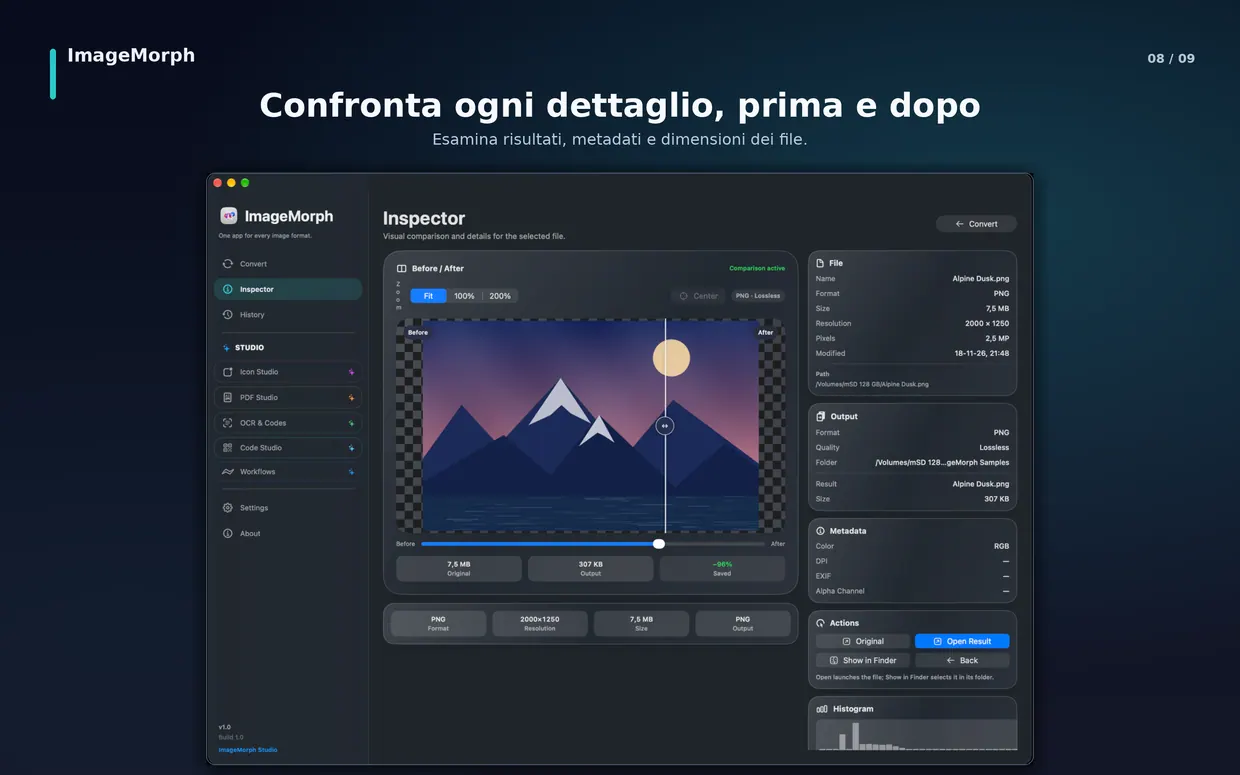 ImageMorph
08 / 09
Confronta ogni dettaglio, prima e dopo
Esamina risultati, metadati e dimensioni dei file.
ImageMorph
One app for every image format.
Convert
Inspector
History
STUDIO
Icon Studio
PDF Studio
OCR & Codes
Code Studio
Workflows
Settings
About
v1.0
Build 1.0
ImageMorph Studio
Inspector
Visual comparison and details for the selected file.
← Convert
Before / After
Comparison active
Zoom
Fit 100% 200%
Center
PNG · Lossless
Before
After
Before
After
7,5 MB
Original
307 KB
Output
−96%
Saved
PNG
Format
2000×1250
Resolution
7,5 MB
Size
PNG
Output
File
Name Alpine Dusk.png
Format PNG
Size 7,5 MB
Resolution 2000 × 1250
Pixels 2,5 MP
Modified 18-11-26, 21:48
Path
/Volumes/mSD 128 GB/Alpine Dusk.png
Output
Format PNG
Quality Lossless
Folder /Volumes/mSD 128...geMorph Samples
Result Alpine Dusk.png
Size 307 KB
Metadata
Color RGB
DPI —
EXIF —
Alpha Channel —
Actions
Original
Open Result
Show in Finder
← Back
Open launches the file; Show in Finder selects it in its folder.
Histogram